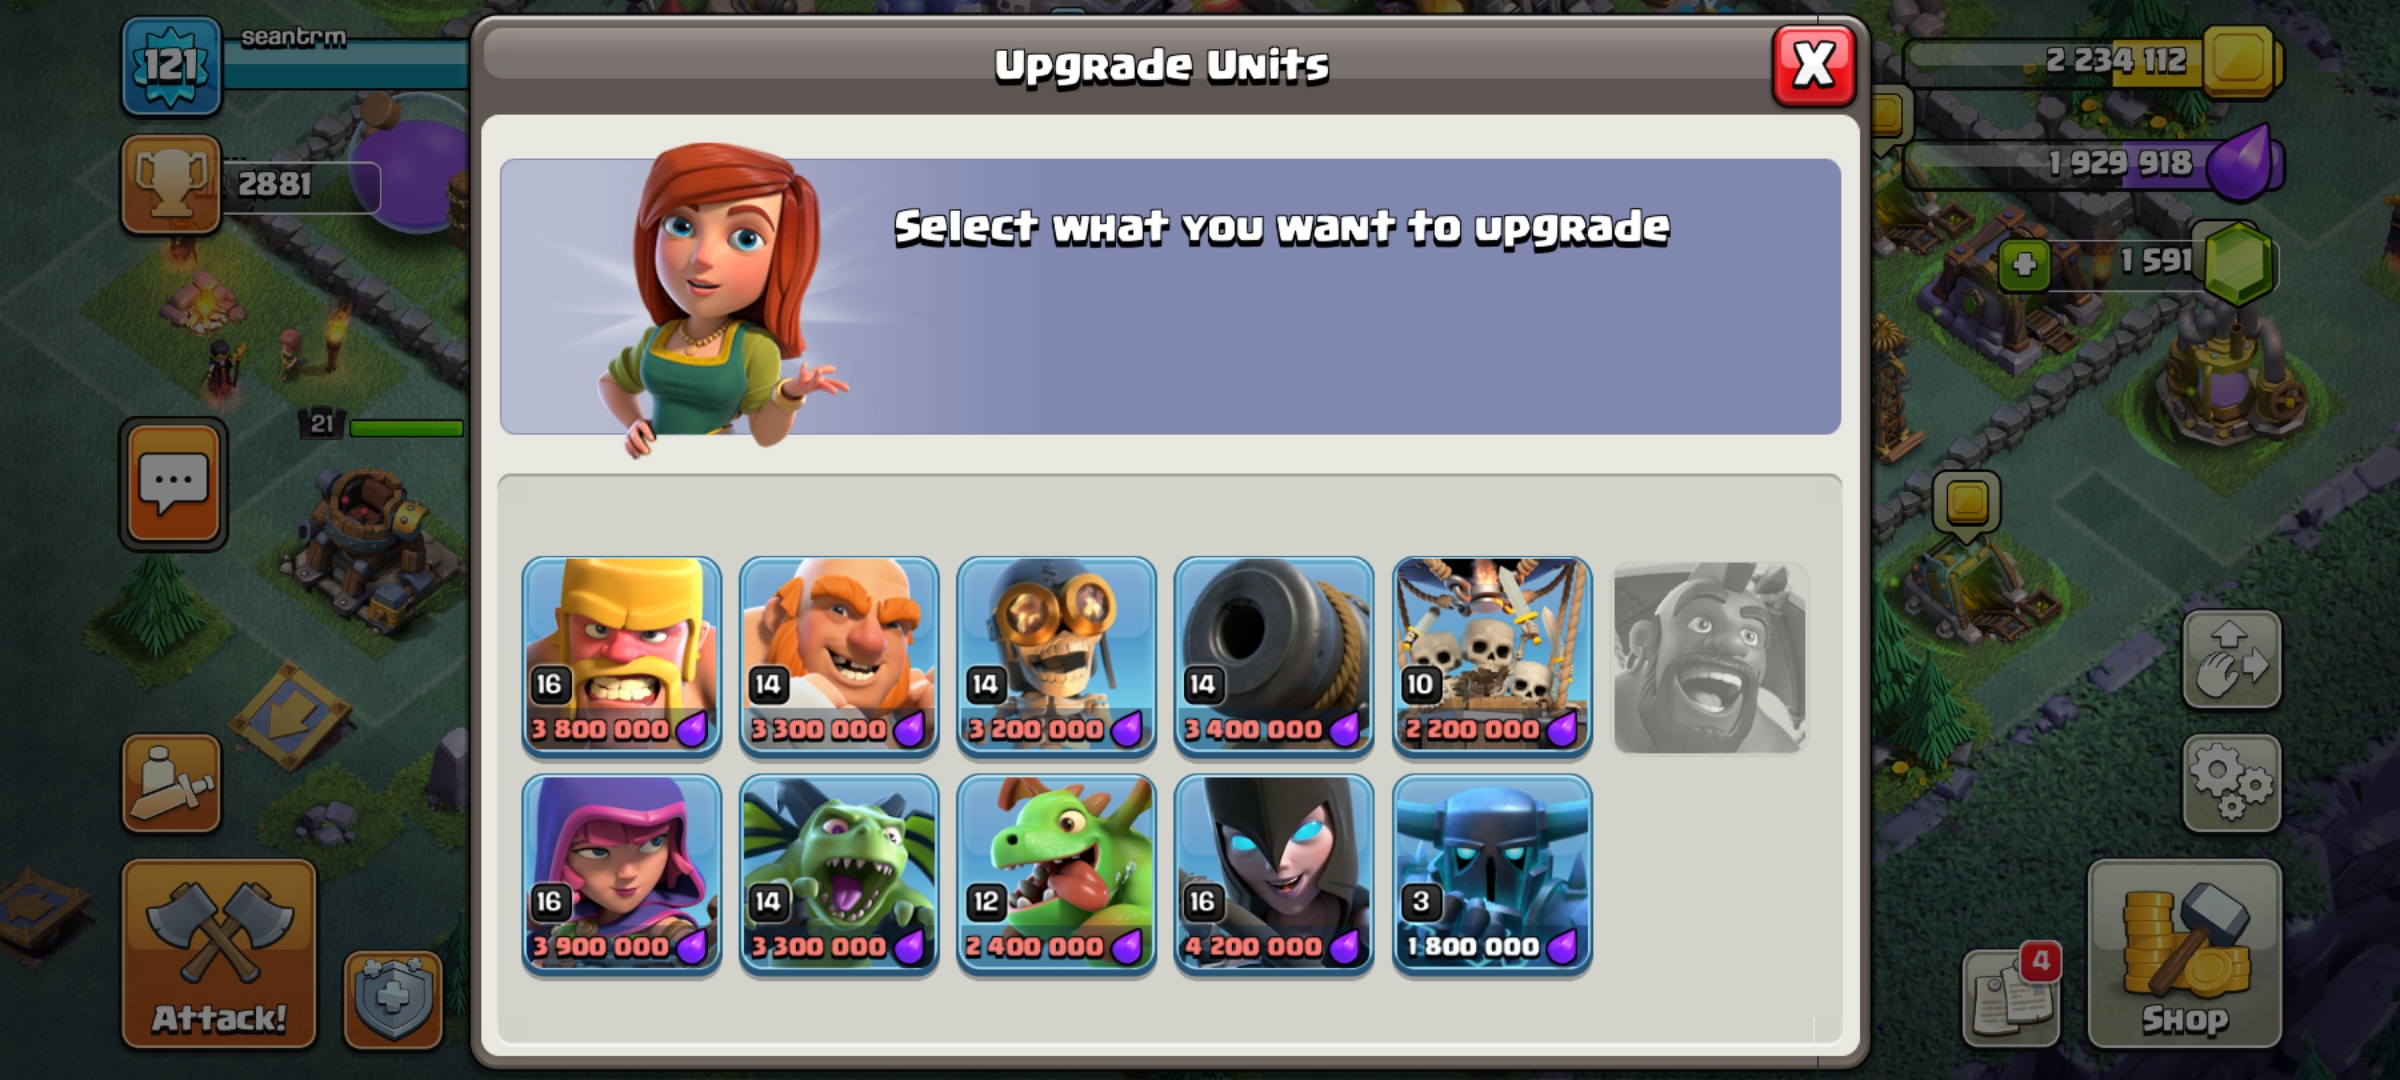 121
seantrm
Upgrade Units
X
2 234 112
2881
1 929 918
Select what you want to upgrade
1 591
21
16
14
14
14
10
3 800 000
3 300 000
3 200 000
3 400 000
2 200 000
16
14
12
16
3
3 900 000
3 300 000
2 400 000
4 200 000
1 800 000
4
Attack!
Shop